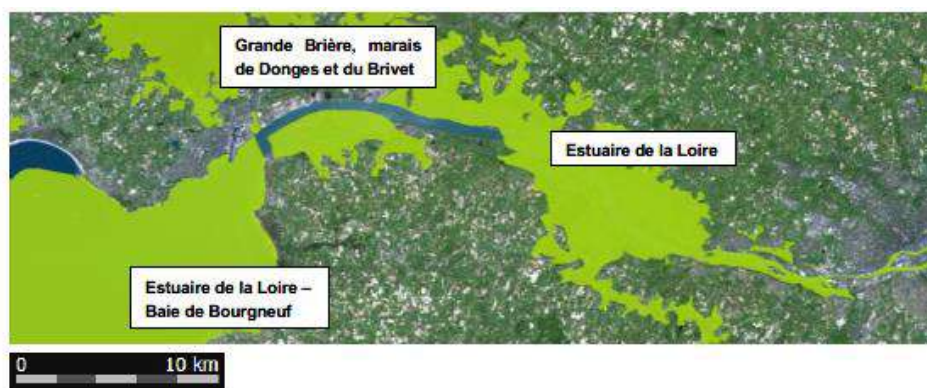 Grande Brière, marais
de Donges et du Brivet
Estuaire de la Loire
Estuaire de la Loire –
Baie de Bourgneuf
0 10 km